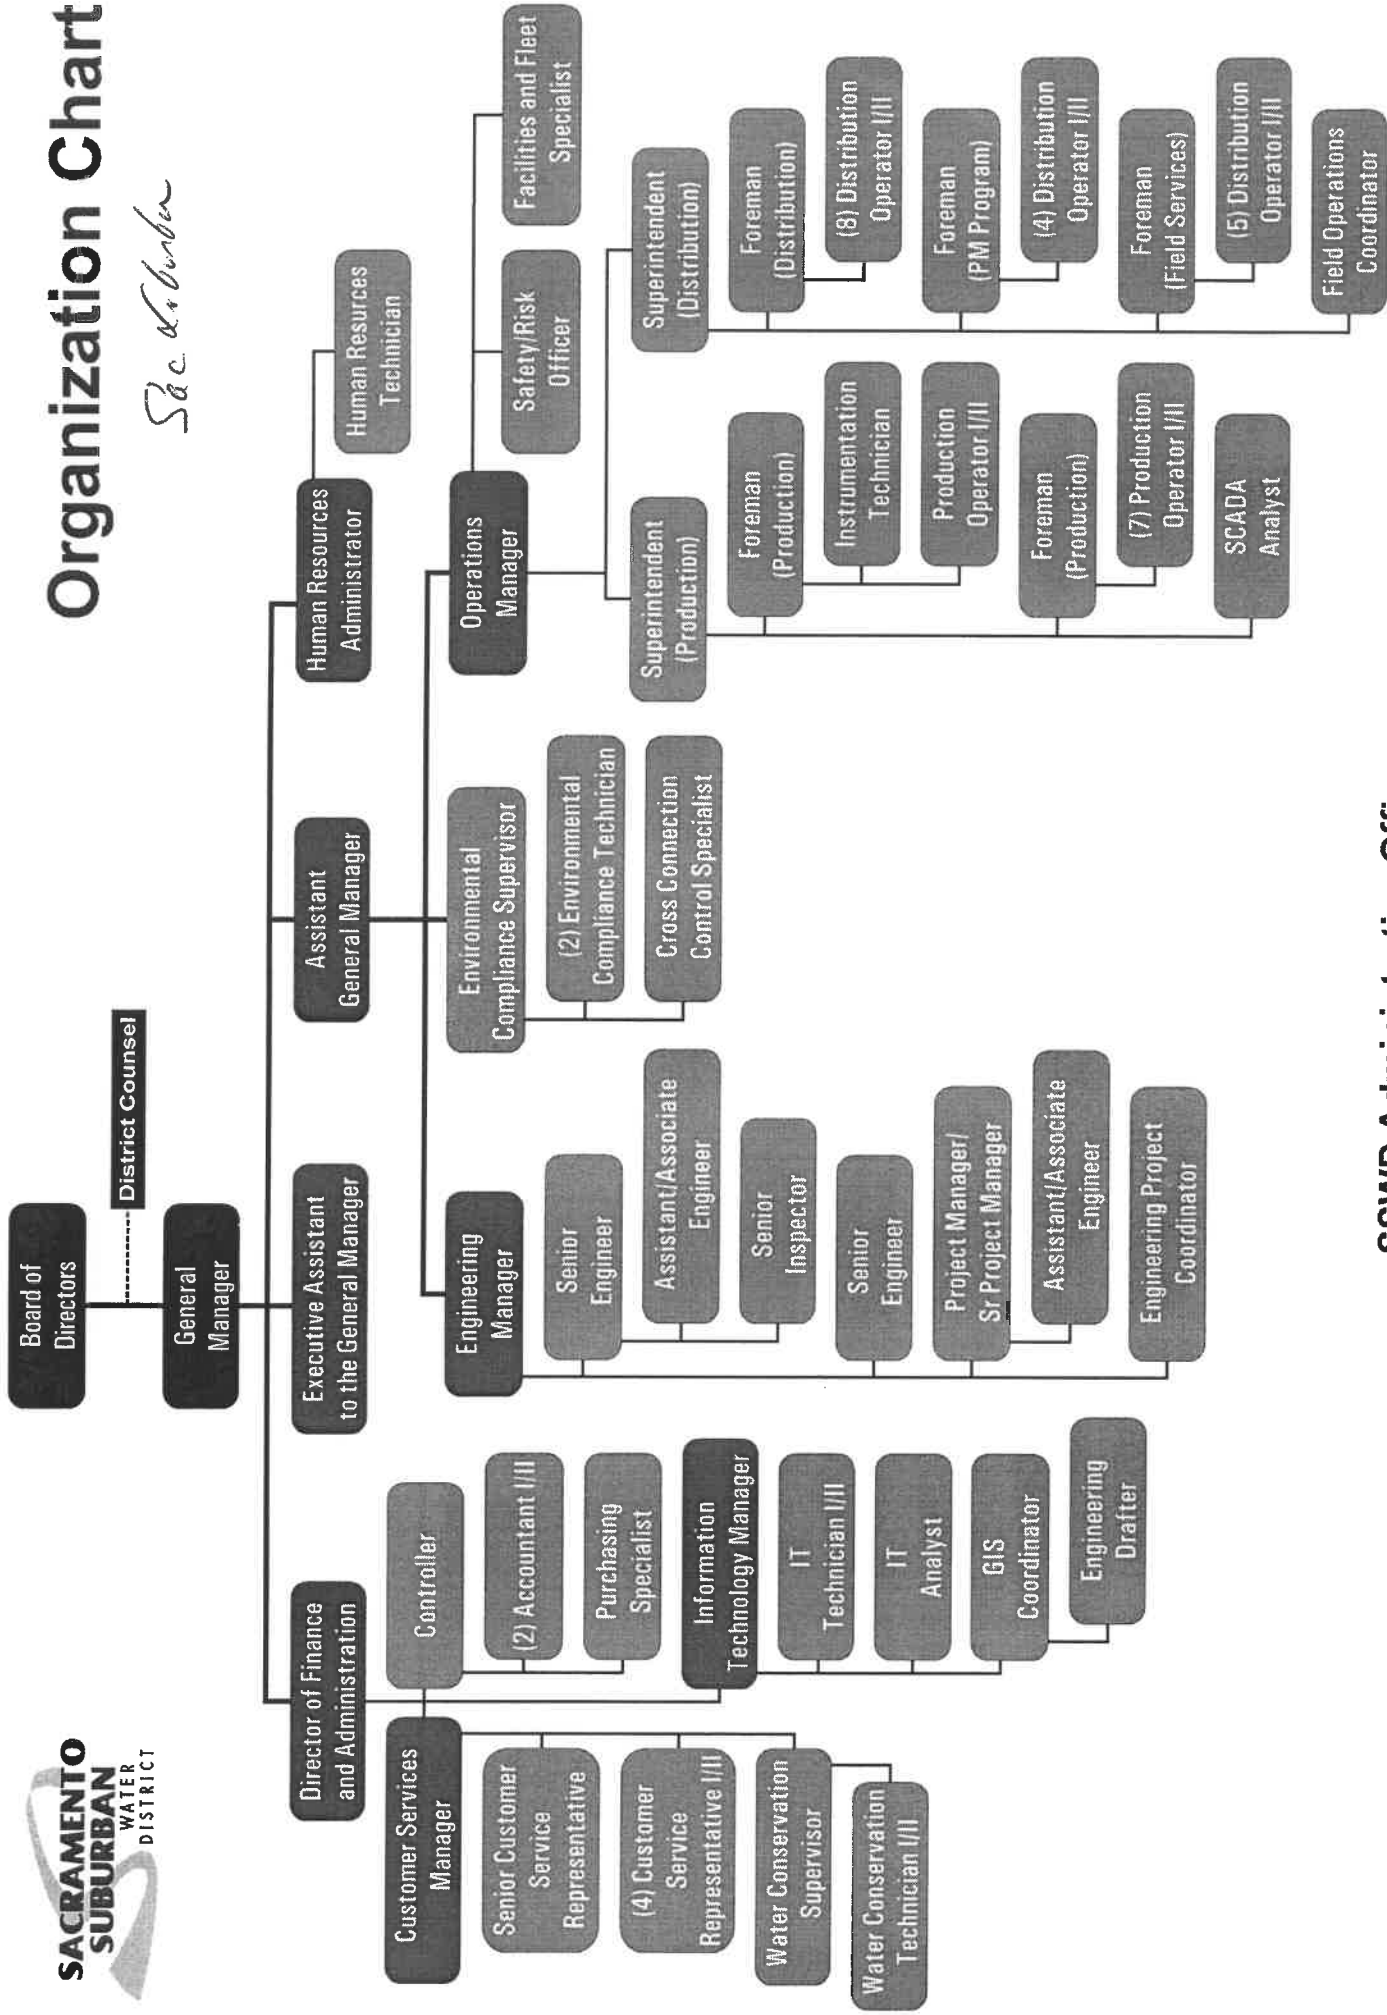 Organization Chart
SACRAMENTO
SUBURBAN
WATER
DISTRICT
Board of
Directors
District Counsel
General
Manager
Director of Finance
and Administration
Executive Assistant
to the General Manager
Assistant
General Manager
Human Resources
Administrator
Human Resurces
Technician
Customer Services
Manager
Senior Customer
Service
Representative
(4) Customer
Service
Representative I/II
Water Conservation
Supervisor
Water Conservation
Technician I/II
Controller
(2) Accountant I/II
Purchasing
Specialist
Information
Technology Manager
IT
Technician I/II
IT
Analyst
GIS
Coordinator
Engineering
Drafter
Engineering
Manager
Senior
Engineer
Assistant/Associate
Engineer
Senior
Inspector
Senior
Engineer
Project Manager/
Sr Project Manager
Assistant/Associate
Engineer
Engineering Project
Coordinator
Environmental
Compliance Supervisor
(2) Environmental
Compliance Technician
Cross Connection
Control Specialist
Operations
Manager
Safety/Risk
Officer
Facilities and Fleet
Specialist
Superintendent
(Production)
Foreman
(Production)
Instrumentation
Technician
Production
Operator I/II
Foreman
(Production)
(7) Production
Operator I/II
SCADA
Analyst
Superintendent
(Distribution)
Foreman
(Distribution)
(8) Distribution
Operator I/II
Foreman
(PM Program)
(4) Distribution
Operator I/II
Foreman
(Field Services)
(5) Distribution
Operator I/II
Field Operations
Coordinator